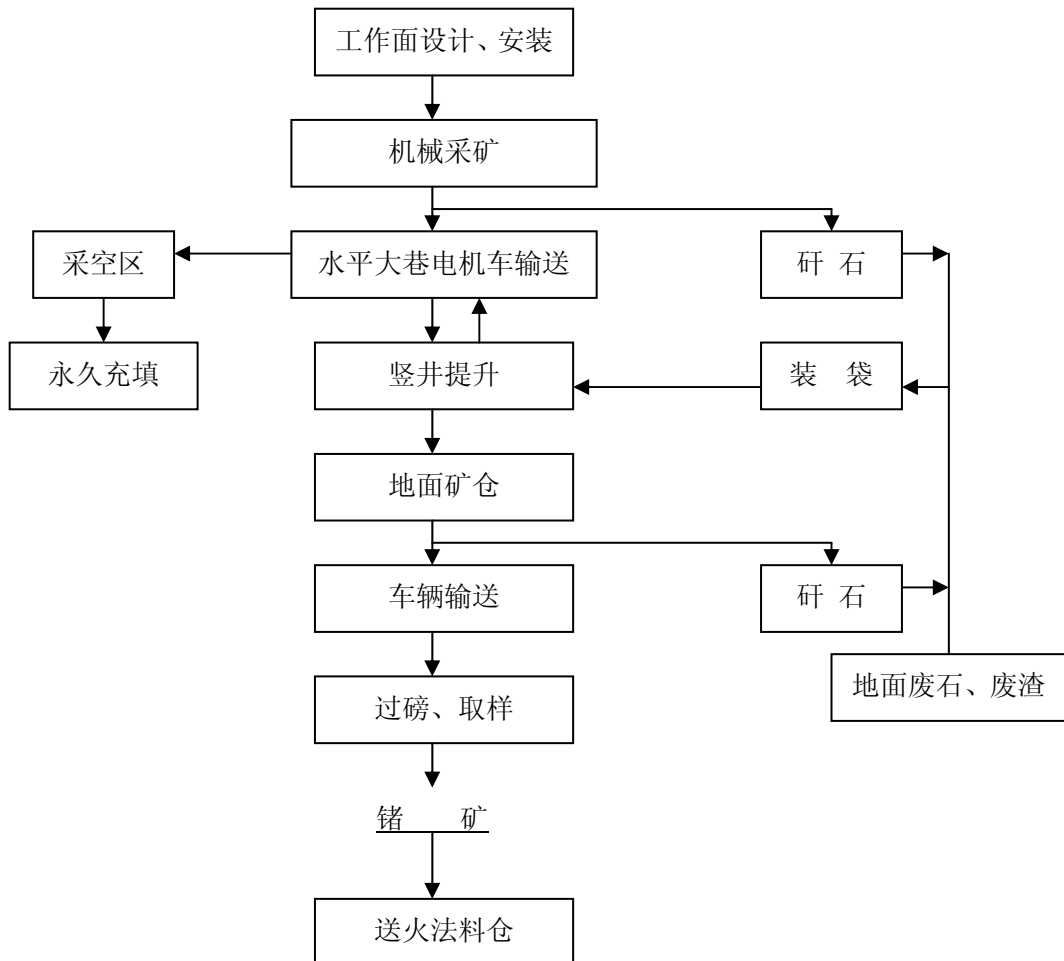 工作面设计、安装
机械采矿
采空区
水平大巷电机车输送
矸 石
永久充填
竖井提升
装 袋
地面矿仓
车辆输送
矸 石
地面废石、废渣
过磅、取样
锗 矿
送火法料仓